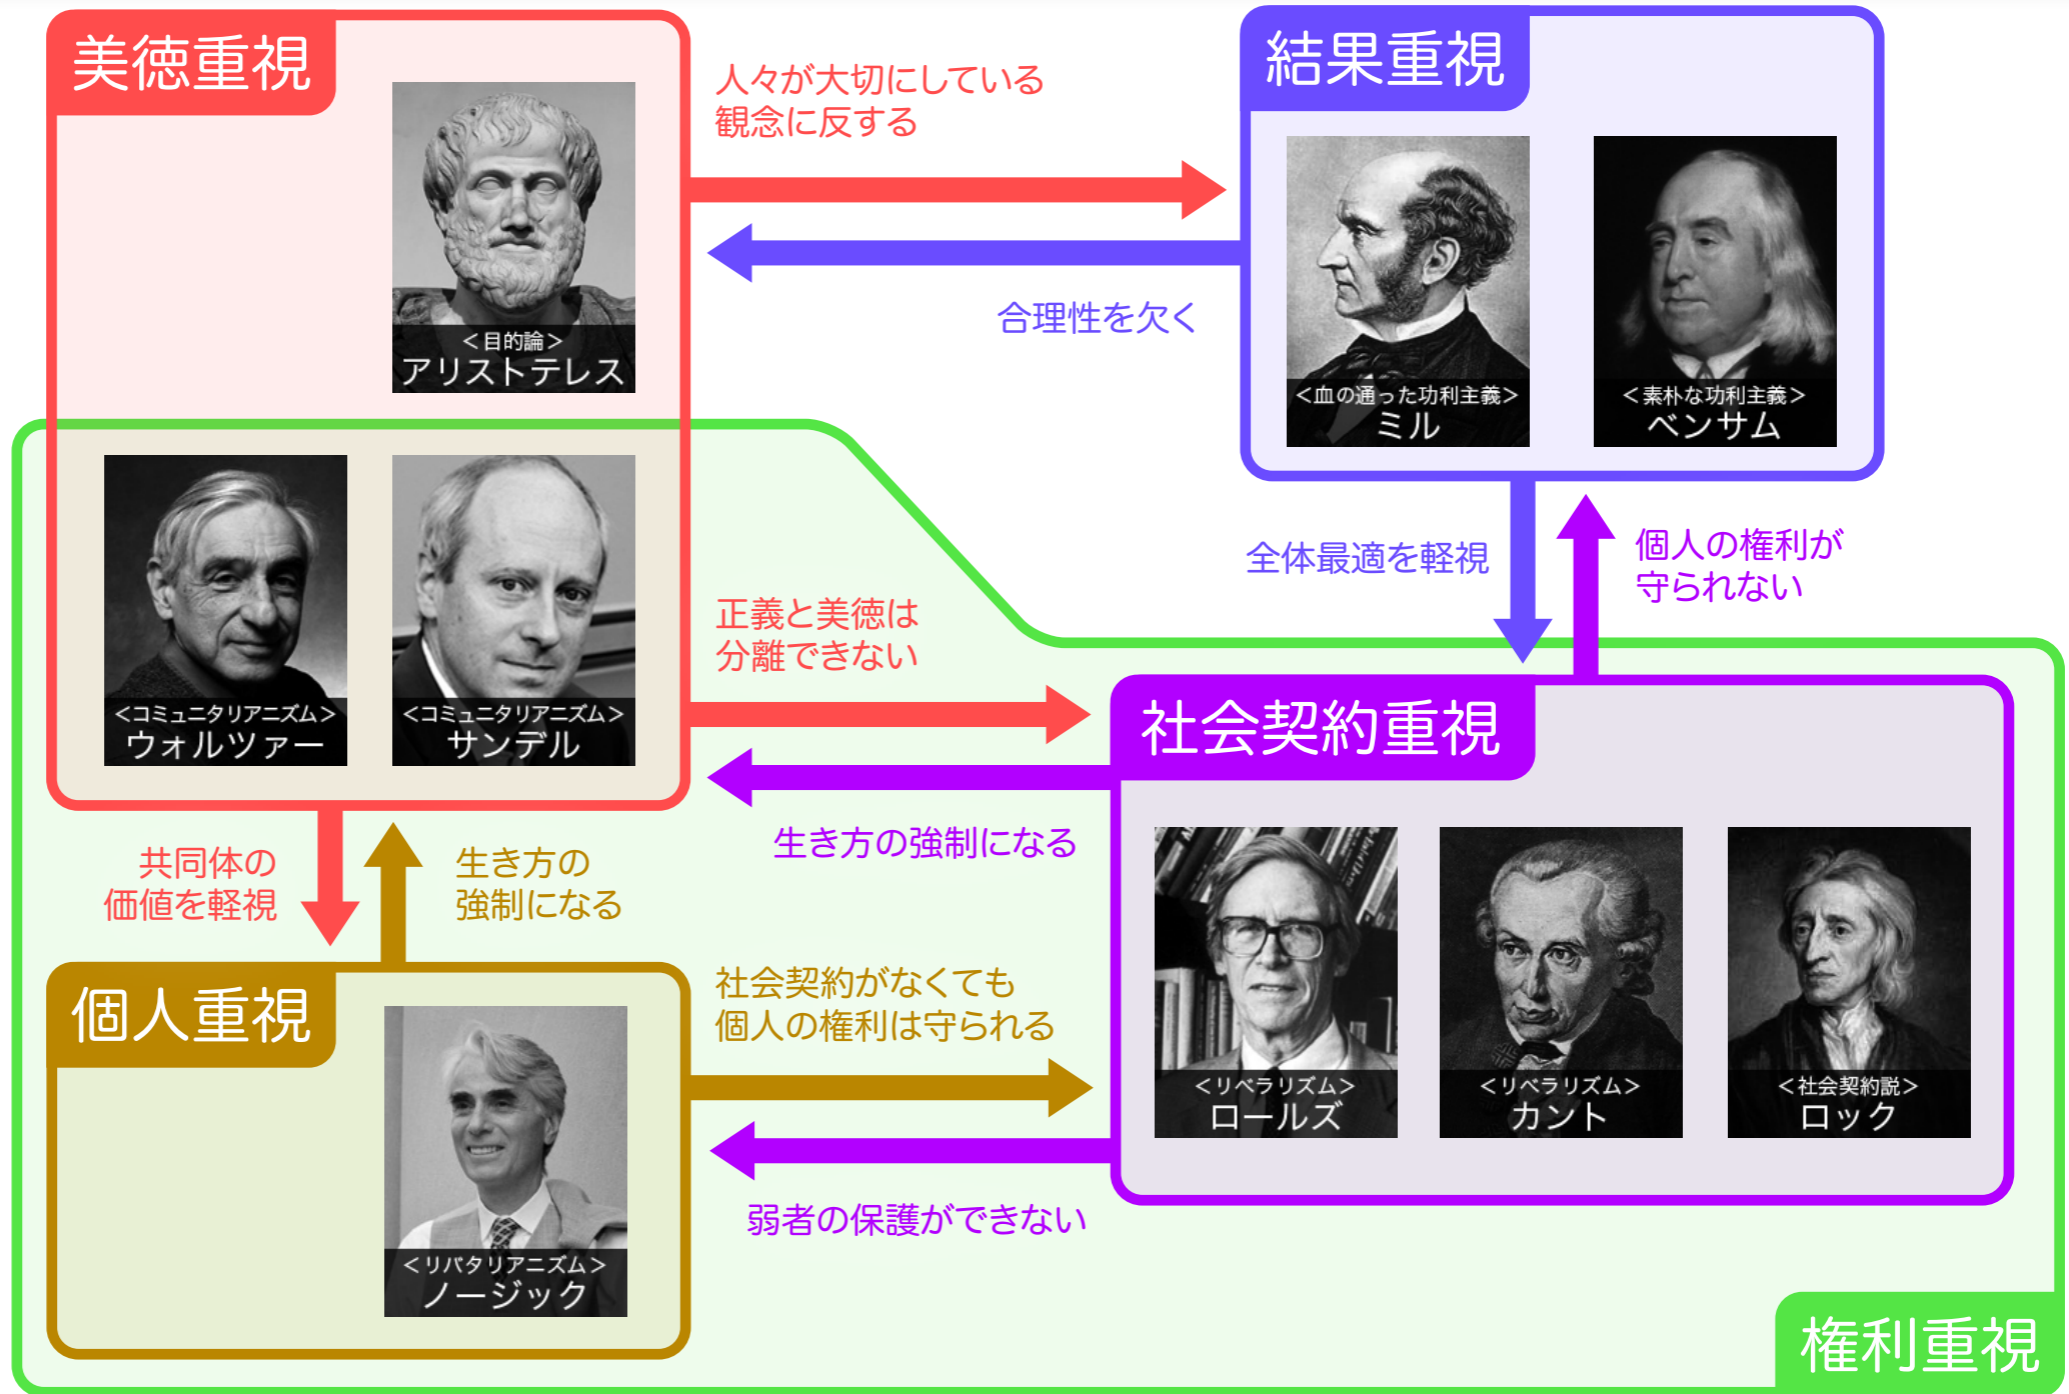 美徳重視
<目的論>
アリストテレス
<コミュニタリアニズム>
ウォルツァー
<コミュニタリアニズム>
サンデル
人々が大切にしている
観念に反する
合理性を欠く
結果重視
<血の通った功利主義>
ミル
<素朴な功利主義>
ベンサム
全体最適を軽視
個人の権利が
守られない
正義と美徳は
分離できない
生き方の強制になる
社会契約重視
<リベラリズム>
ロールズ
<リベラリズム>
カント
<社会契約説>
ロック
共同体の
価値を軽視
生き方の
強制になる
個人重視
<リバタリアニズム>
ノージック
社会契約がなくても
個人の権利は守られる
弱者の保護ができない
権利重視